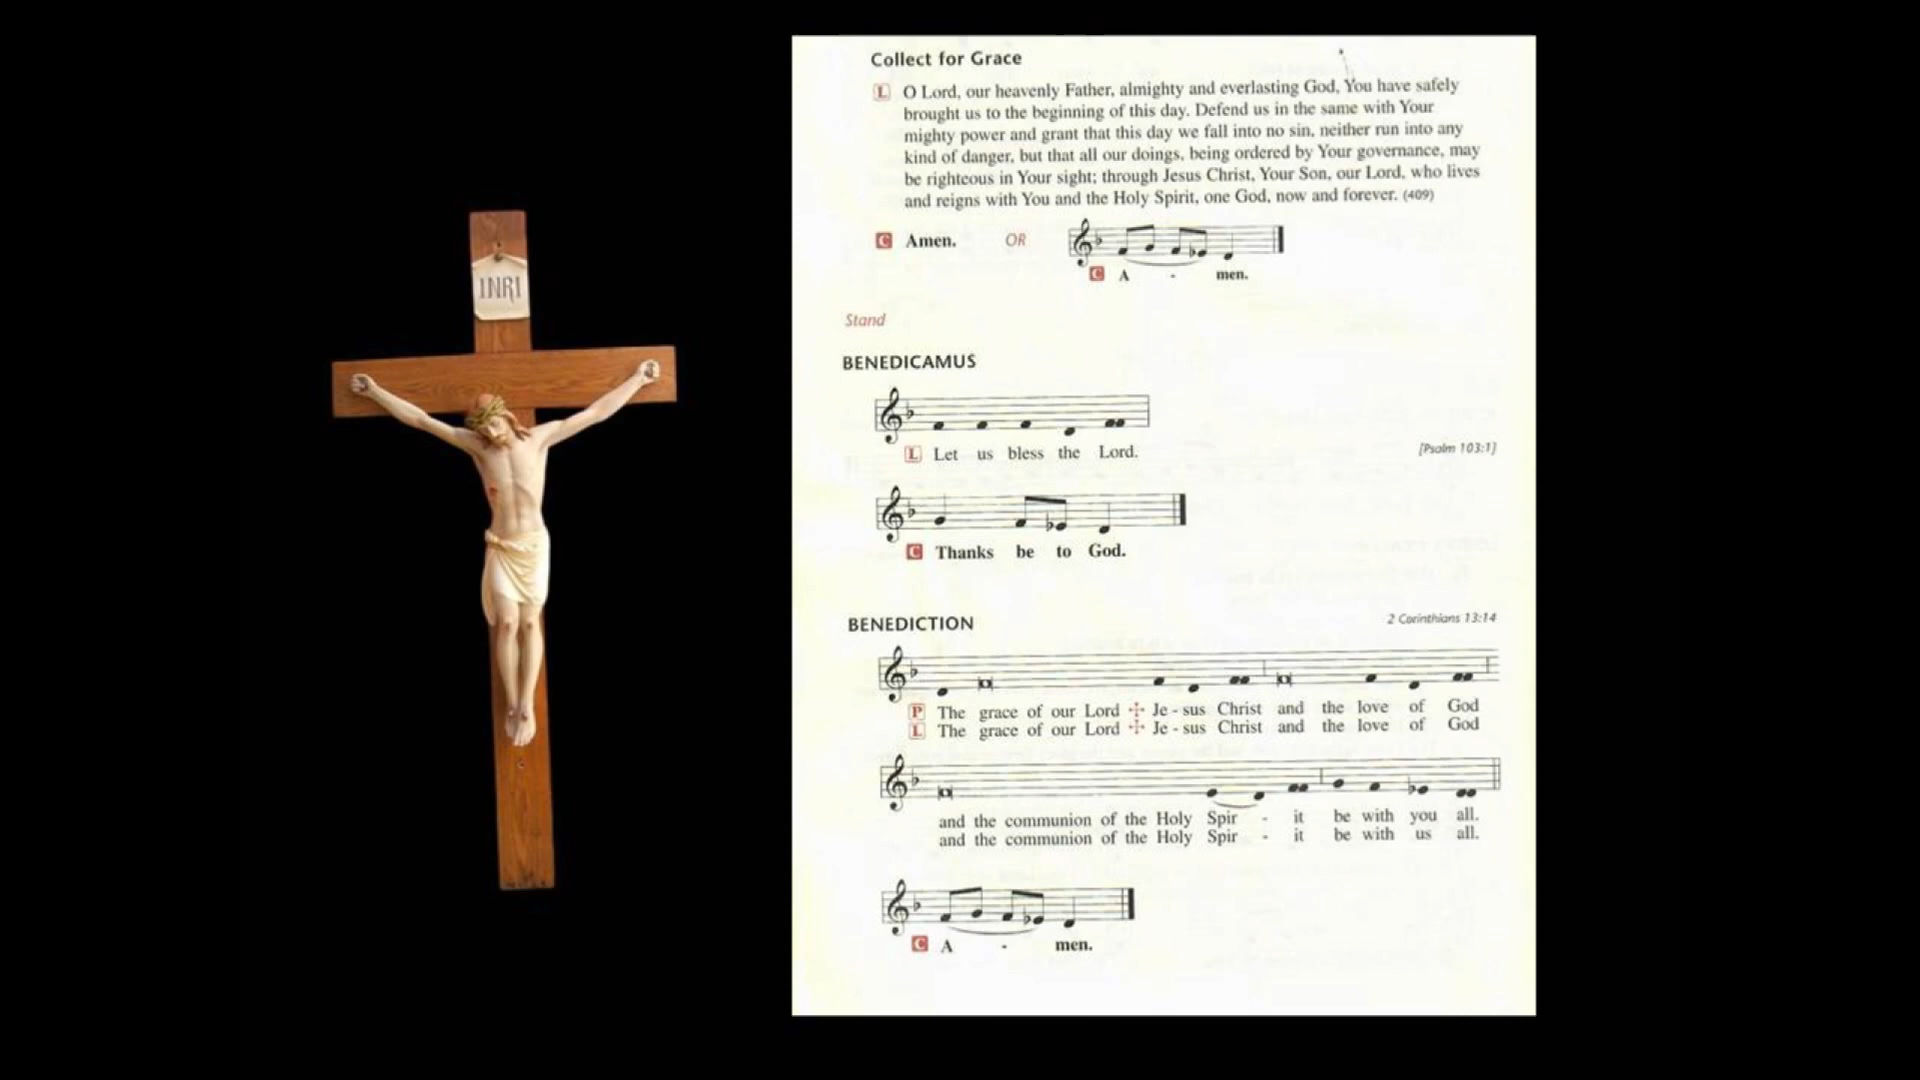 INRI
Collect for Grace
L O Lord, our heavenly Father, almighty and everlasting God, You have safely
brought us to the beginning of this day. Defend us in the same with Your
mighty power and grant that this day we fall into no sin, neither run into any
kind of danger, but that all our doings, being ordered by Your governance, may
be righteous in Your sight; through Jesus Christ, Your Son, our Lord, who lives
and reigns with You and the Holy Spirit, one God, now and forever. (409)
C Amen. OR
C A - men.
Stand
BENEDICAMUS
L Let us bless the Lord. [Psalm 103:1]
C Thanks be to God.
BENEDICTION 2 Corinthians 13:14
P The grace of our Lord ✢ Je - sus Christ and the love of God
L The grace of our Lord ✢ Je - sus Christ and the love of God
and the communion of the Holy Spir - it be with you all.
and the communion of the Holy Spir - it be with us all.
C A - men.